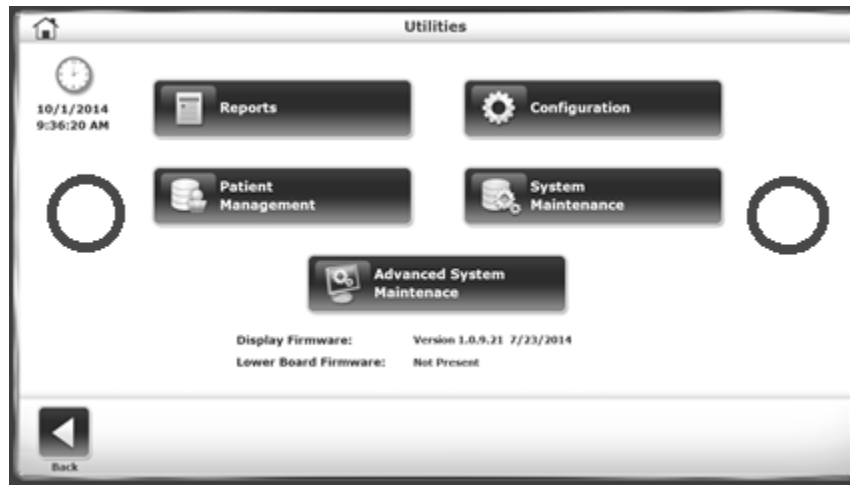 Utilities
10/1/2014
9:36:20 AM
Reports
Configuration
Patient
Management
System
Maintenance
Advanced System
Maintenace
Display Firmware: Version 1.0.9.21 7/23/2014
Lower Board Firmware: Not Present
Back